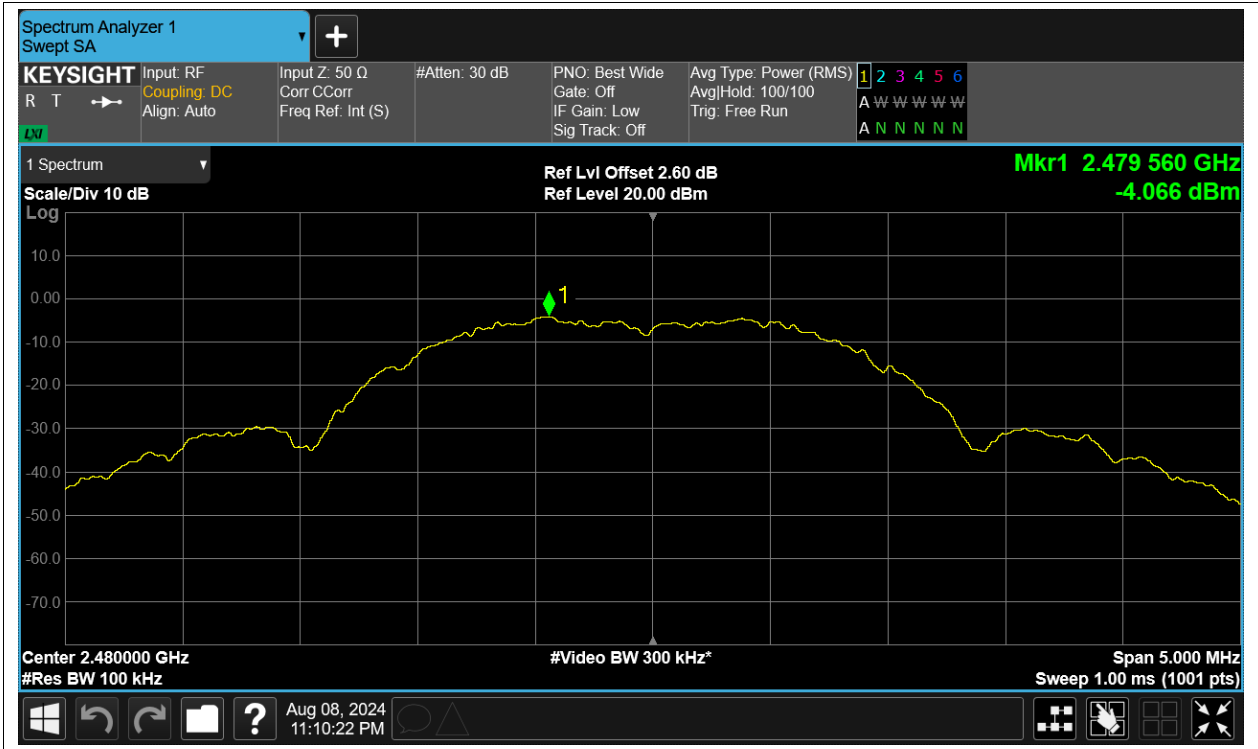 Spectrum Analyzer 1
Swept SA
KEYSIGHT
R T
LXI
Input: RF
Coupling: DC
Align: Auto
Input Z: 50 Ω
Corr CCorr
Freq Ref: Int (S)
#Atten: 30 dB
PNO: Best Wide
Gate: Off
IF Gain: Low
Sig Track: Off
Avg Type: Power (RMS)
Avg|Hold: 100/100
Trig: Free Run
1 2 3 4 5 6
A W W W W W
A N N N N N
1 Spectrum
Scale/Div 10 dB
Log
Ref Lvl Offset 2.60 dB
Ref Level 20.00 dBm
Mkr1 2.479 560 GHz
-4.066 dBm
10.0
0.00
-10.0
-20.0
-30.0
-40.0
-50.0
-60.0
-70.0
1
Center 2.480000 GHz
#Res BW 100 kHz
#Video BW 300 kHz*
Span 5.000 MHz
Sweep 1.00 ms (1001 pts)
?
Aug 08, 2024
11:10:22 PM